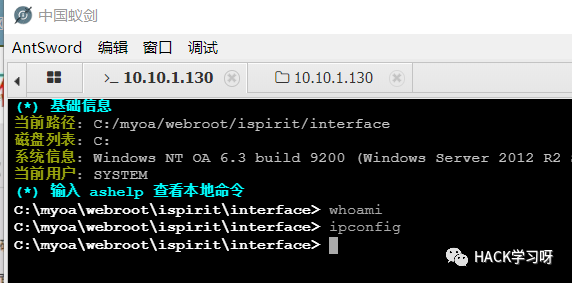 中国蚁剑
AntSword 编辑 窗口 调试
>_ 10.10.1.130 10.10.1.130
(*) 基础信息
当前路径: C:/myoa/webroot/ispirit/interface
磁盘列表: C:
系统信息: Windows NT OA 6.3 build 9200 (Windows Server 2012 R2
当前用户: SYSTEM
(*) 输入 ashelp 查看本地命令
C:\myoa\webroot\ispirit\interface> whoami
C:\myoa\webroot\ispirit\interface> ipconfig
C:\myoa\webroot\ispirit\interface>
HACK学习呀